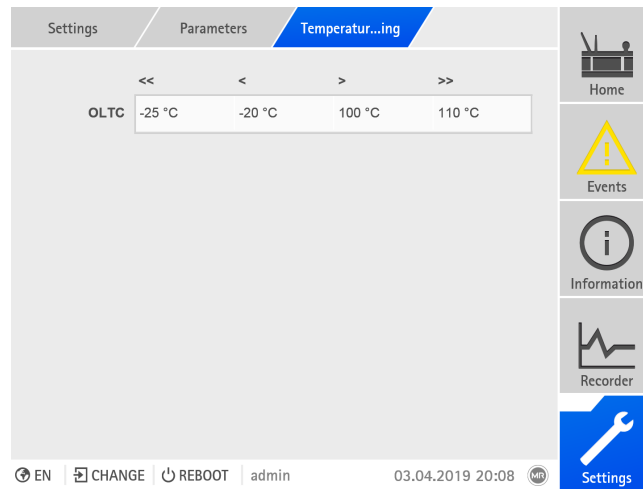 Settings Parameters Temperatur...ing
<< < > >>
OLTC -25 °C -20 °C 100 °C 110 °C
Home
Events
Information
Recorder
Settings
EN CHANGE REBOOT admin 03.04.2019 20:08 MR